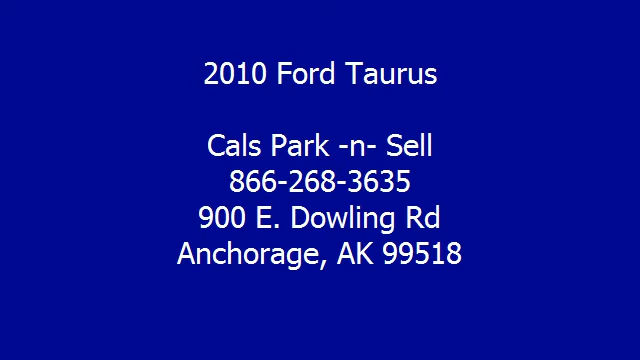 2010 Ford Taurus
Cals Park -n- Sell
866-268-3635
900 E. Dowling Rd
Anchorage, AK 99518